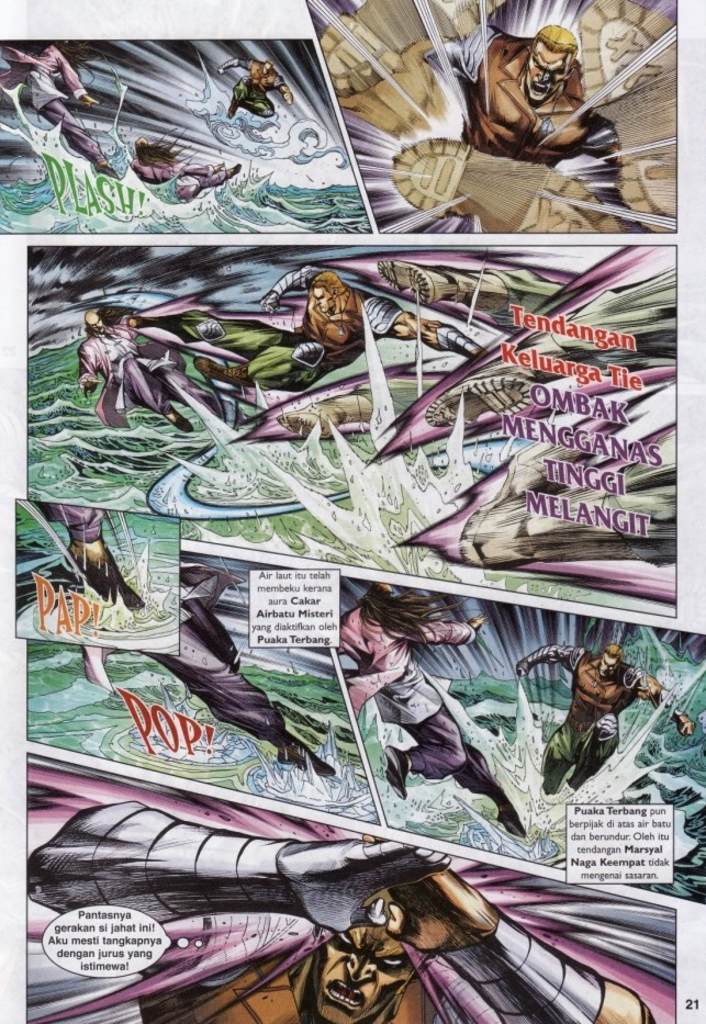 PLASH!
Tendangan
Keluarga Tie
OMBAK
MENGGANAS
TINGGI
MELANGIT
PAP!
Air laut itu telah
membeku kerana
aura Cakar
Airbatu Misteri
yang diaktifkan oleh
Puaka Terbang.
POP!
Puaka Terbang pun
berpijak di atas air batu
dan berundur. Oleh itu
tendangan Marsyal
Naga Keempat tidak
mengenai sasaran.
Pantasnya
gerakan si jahat ini!
Aku mesti tangkapnya
dengan jurus yang
istimewa!
21